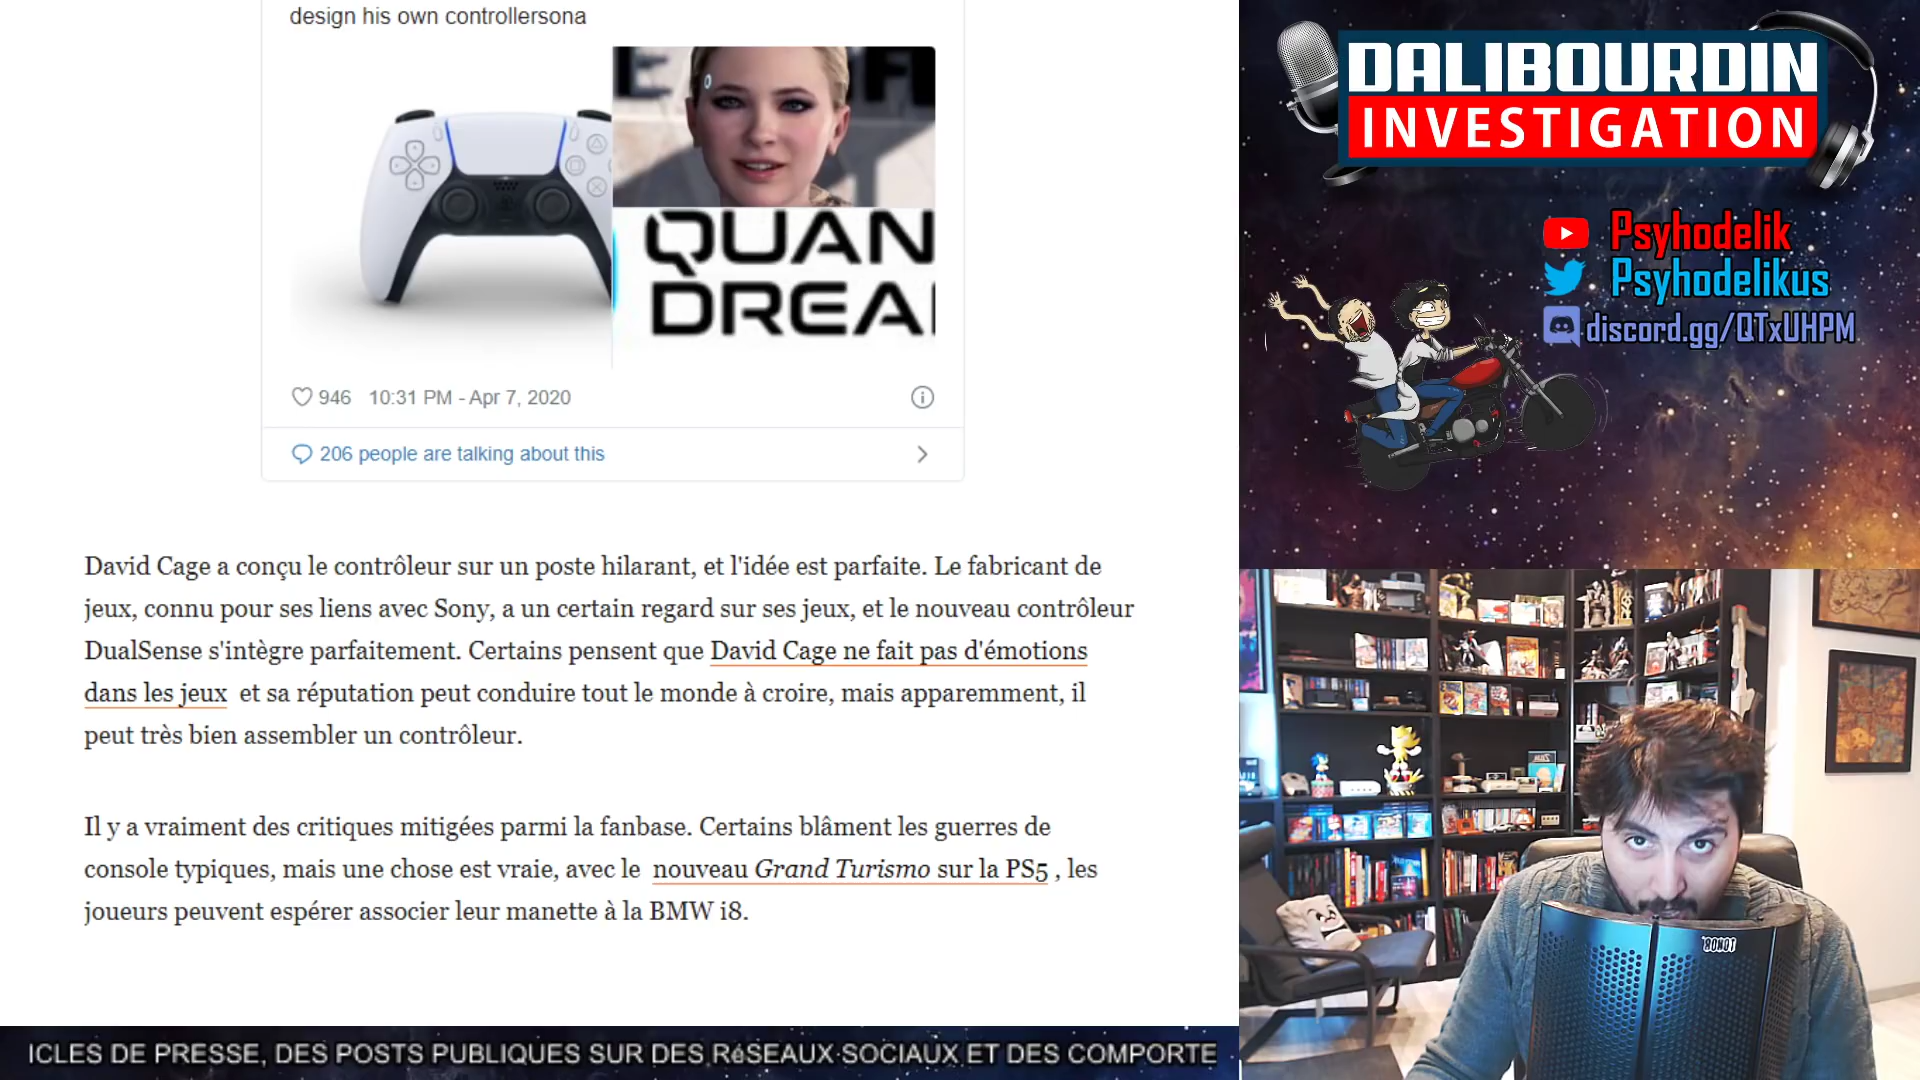 design his own controllersona
QUAN
DREA
946 10:31 PM - Apr 7, 2020
206 people are talking about this
David Cage a conçu le contrôleur sur un poste hilarant, et l'idée est parfaite. Le fabricant de
jeux, connu pour ses liens avec Sony, a un certain regard sur ses jeux, et le nouveau contrôleur
DualSense s'intègre parfaitement. Certains pensent que David Cage ne fait pas d'émotions
dans les jeux et sa réputation peut conduire tout le monde à croire, mais apparemment, il
peut très bien assembler un contrôleur.
Il y a vraiment des critiques mitigées parmi la fanbase. Certains blâment les guerres de
console typiques, mais une chose est vraie, avec le nouveau Grand Turismo sur la PS5 , les
joueurs peuvent espérer associer leur manette à la BMW i8.
ICLES DE PRESSE, DES POSTS PUBLIQUES SUR DES RéSEAUX SOCIAUX ET DES COMPORTE
DALIBOURDIN
INVESTIGATION
Psyhodelik
Psyhodelikus
discord.gg/QTxUHPM